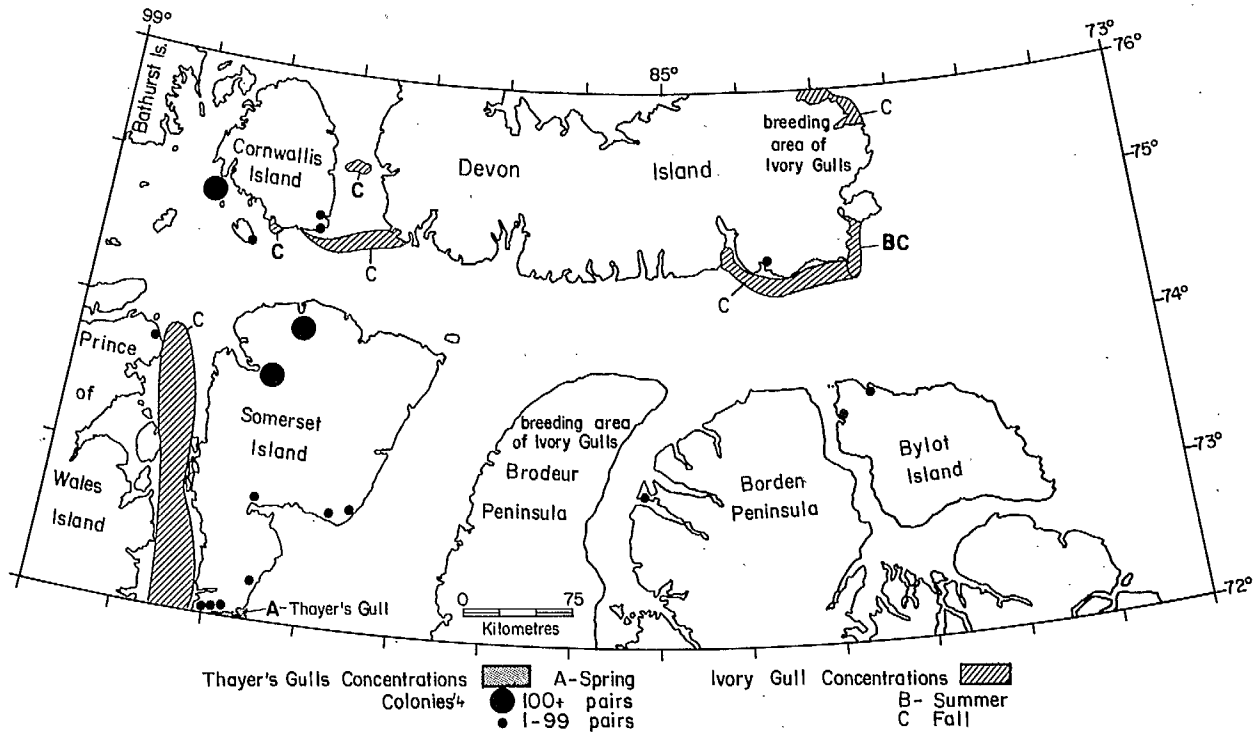 99°
73°
76°
85°
Bathurst Is.
C
breeding
area of
Ivory Gulls
75°
Cornwallis
Island
C
Devon
Island
BC
C
C
C
74°
C
Prince
of
Wales
Island
Somerset
Island
breeding area
of Ivory Gulls
Brodeur
Peninsula
Borden
Peninsula
Bylot
Island
73°
A
A-Thayer's Gull
0 75
Kilometres
72°
Thayer's Gulls Concentrations A-Spring
Colonies4 100+ pairs
1-99 pairs
Ivory Gull Concentrations
B- Summer
C Fall